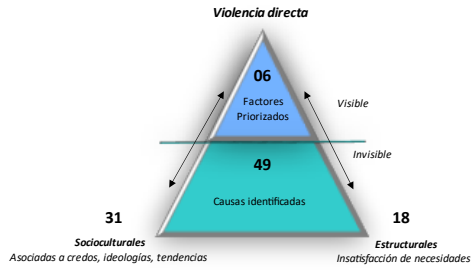 Violencia directa
06
Factores
Priorizados
Visible
Invisible
49
Causas identificadas
31
18
Socioculturales
Estructurales
Asociadas a credos, ideologías, tendencias
Insatisfacción de necesidades